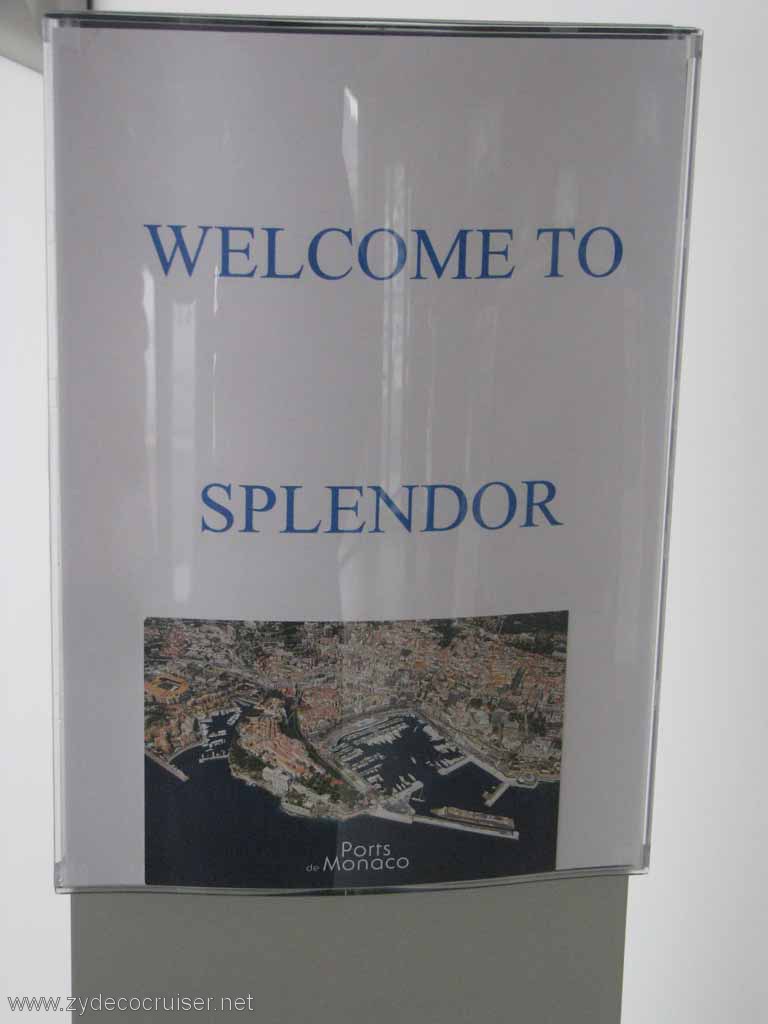 WELCOME TO
SPLENDOR
Ports
de Monaco
www.zydecocruiser.net